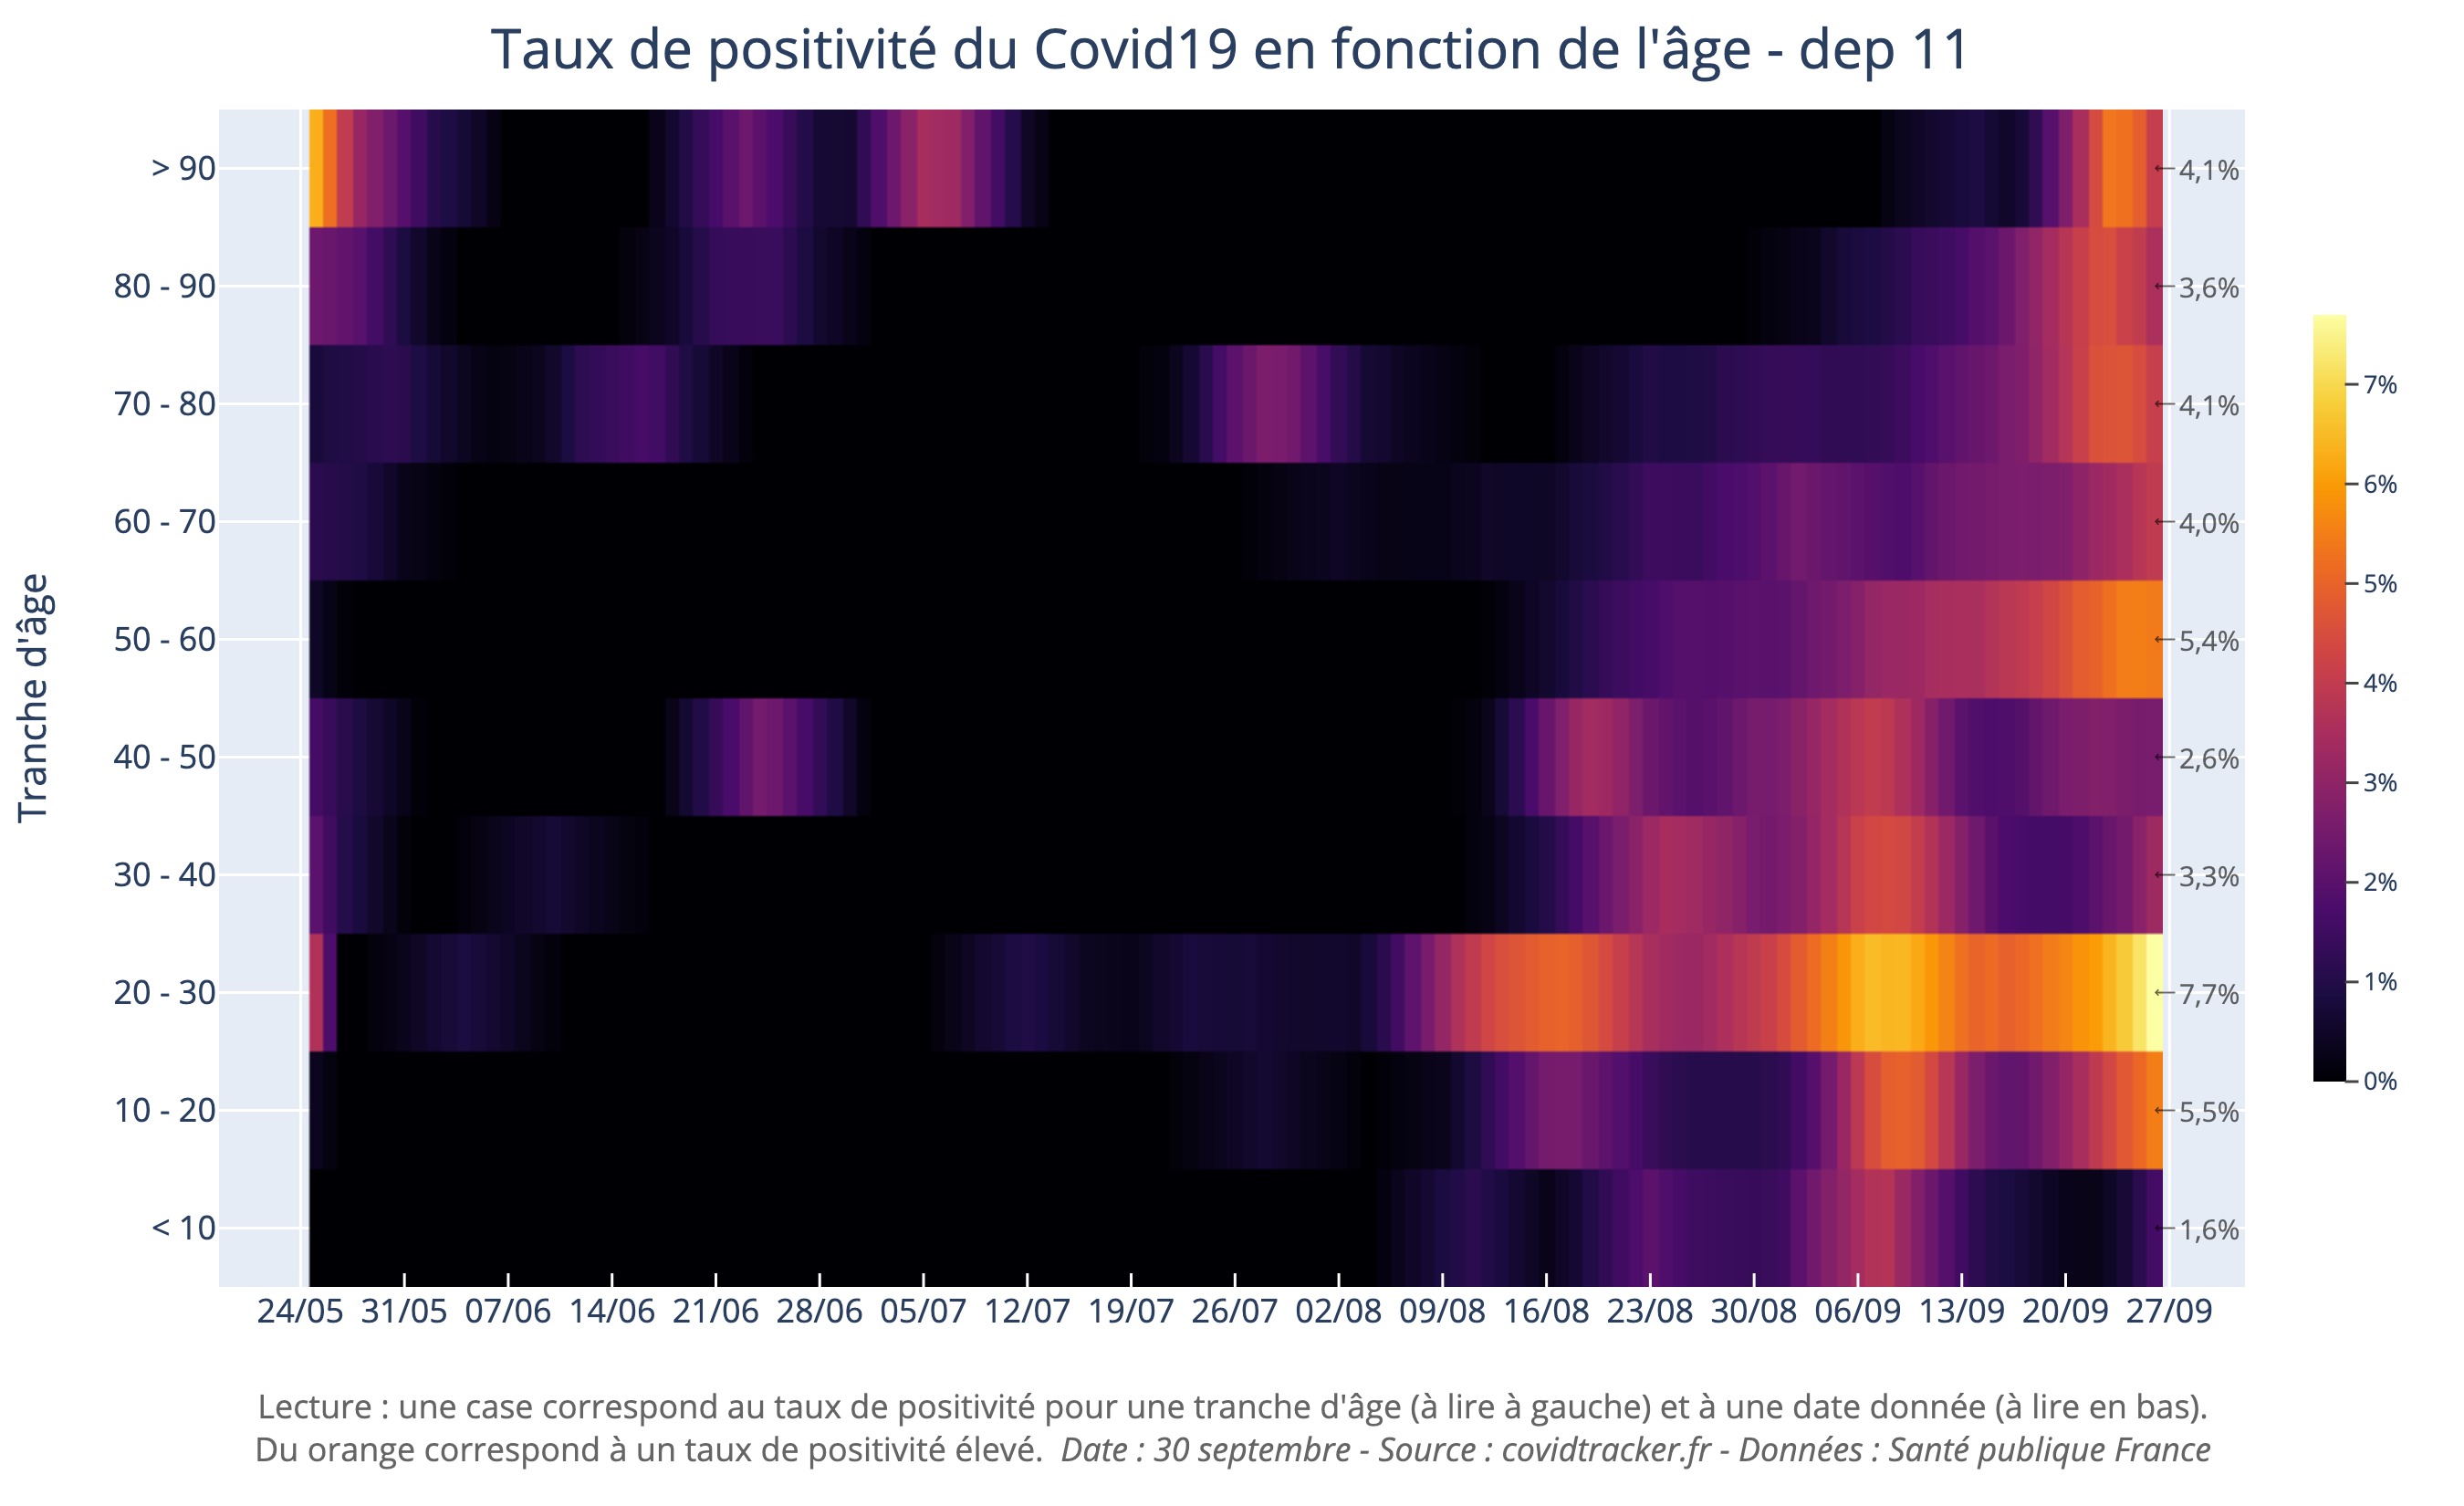 Taux de positivité du Covid19 en fonction de l'âge - dep 11
Tranche d'âge
> 90
80 - 90
70 - 80
60 - 70
50 - 60
40 - 50
30 - 40
20 - 30
10 - 20
< 10
4,1%
3,6%
4,1%
4,0%
5,4%
2,6%
3,3%
7,7%
5,5%
1,6%
7%
6%
5%
4%
3%
2%
1%
0%
24/05 31/05 07/06 14/06 21/06 28/06 05/07 12/07 19/07 26/07 02/08 09/08 16/08 23/08 30/08 06/09 13/09 20/09 27/09
Lecture : une case correspond au taux de positivité pour une tranche d'âge (à lire à gauche) et à une date donnée (à lire en bas).
Du orange correspond à un taux de positivité élevé. Date : 30 septembre - Source : covidtracker.fr - Données : Santé publique France